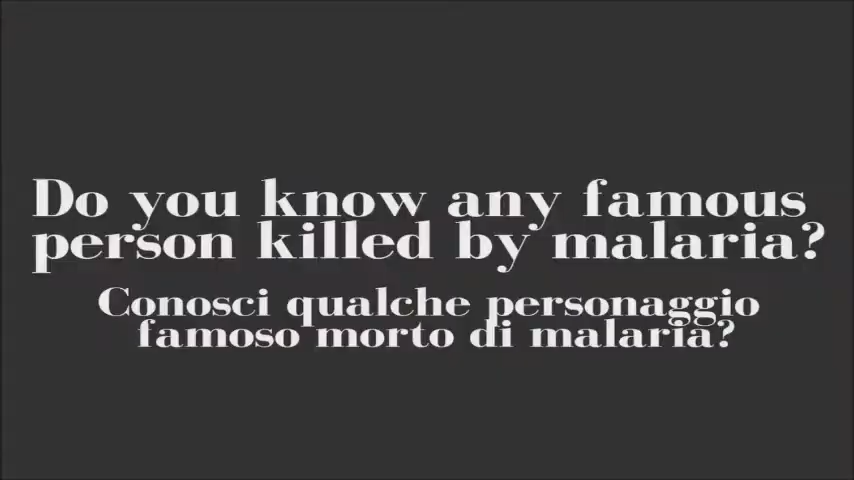 Do you know any famous
person killed by malaria?
Conosci qualche personaggio
famoso morto di malaria?